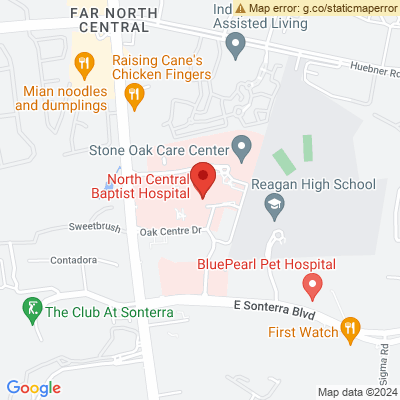 Map error: g.co/staticmaperror
FAR NORTH
CENTRAL
Ind
Assisted Living
Huebner Rd
Raising Cane's
Chicken Fingers
Mian noodles
and dumplings
Stone Oak Care Center
North Central
Baptist Hospital
Reagan High School
Sweetbrush
Oak Centre Dr
Contadora
BluePearl Pet Hospital
The Club At Sonterra
E Sonterra Blvd
First Watch
Sigma Rd
Google
Map data ©2024